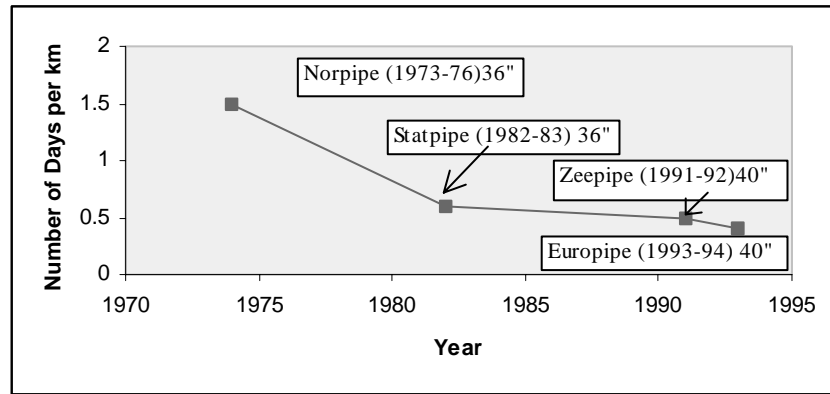 2
1.5
1
0.5
0
Number of Days per km
Norpipe (1973-76)36"
Statpipe (1982-83) 36"
Zeepipe (1991-92)40"
Europipe (1993-94) 40"
1970 1975 1980 1985 1990 1995
Year